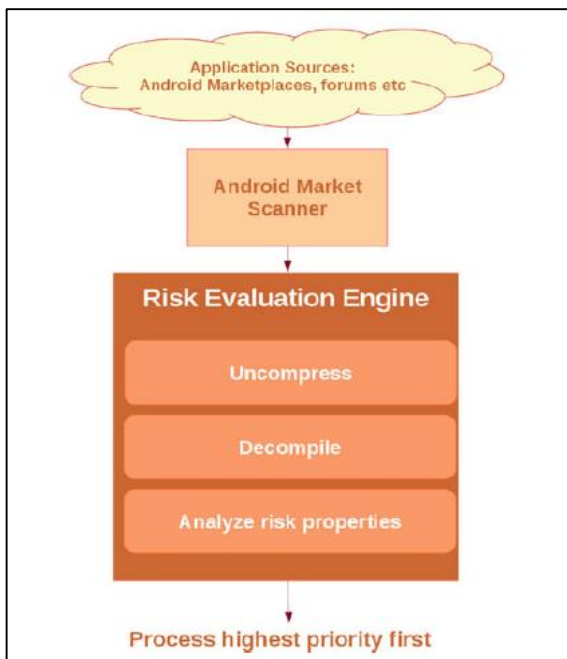 Application Sources:
Android Marketplaces, forums etc
Android Market
Scanner
Risk Evaluation Engine
Uncompress
Decompile
Analyze risk properties
Process highest priority first